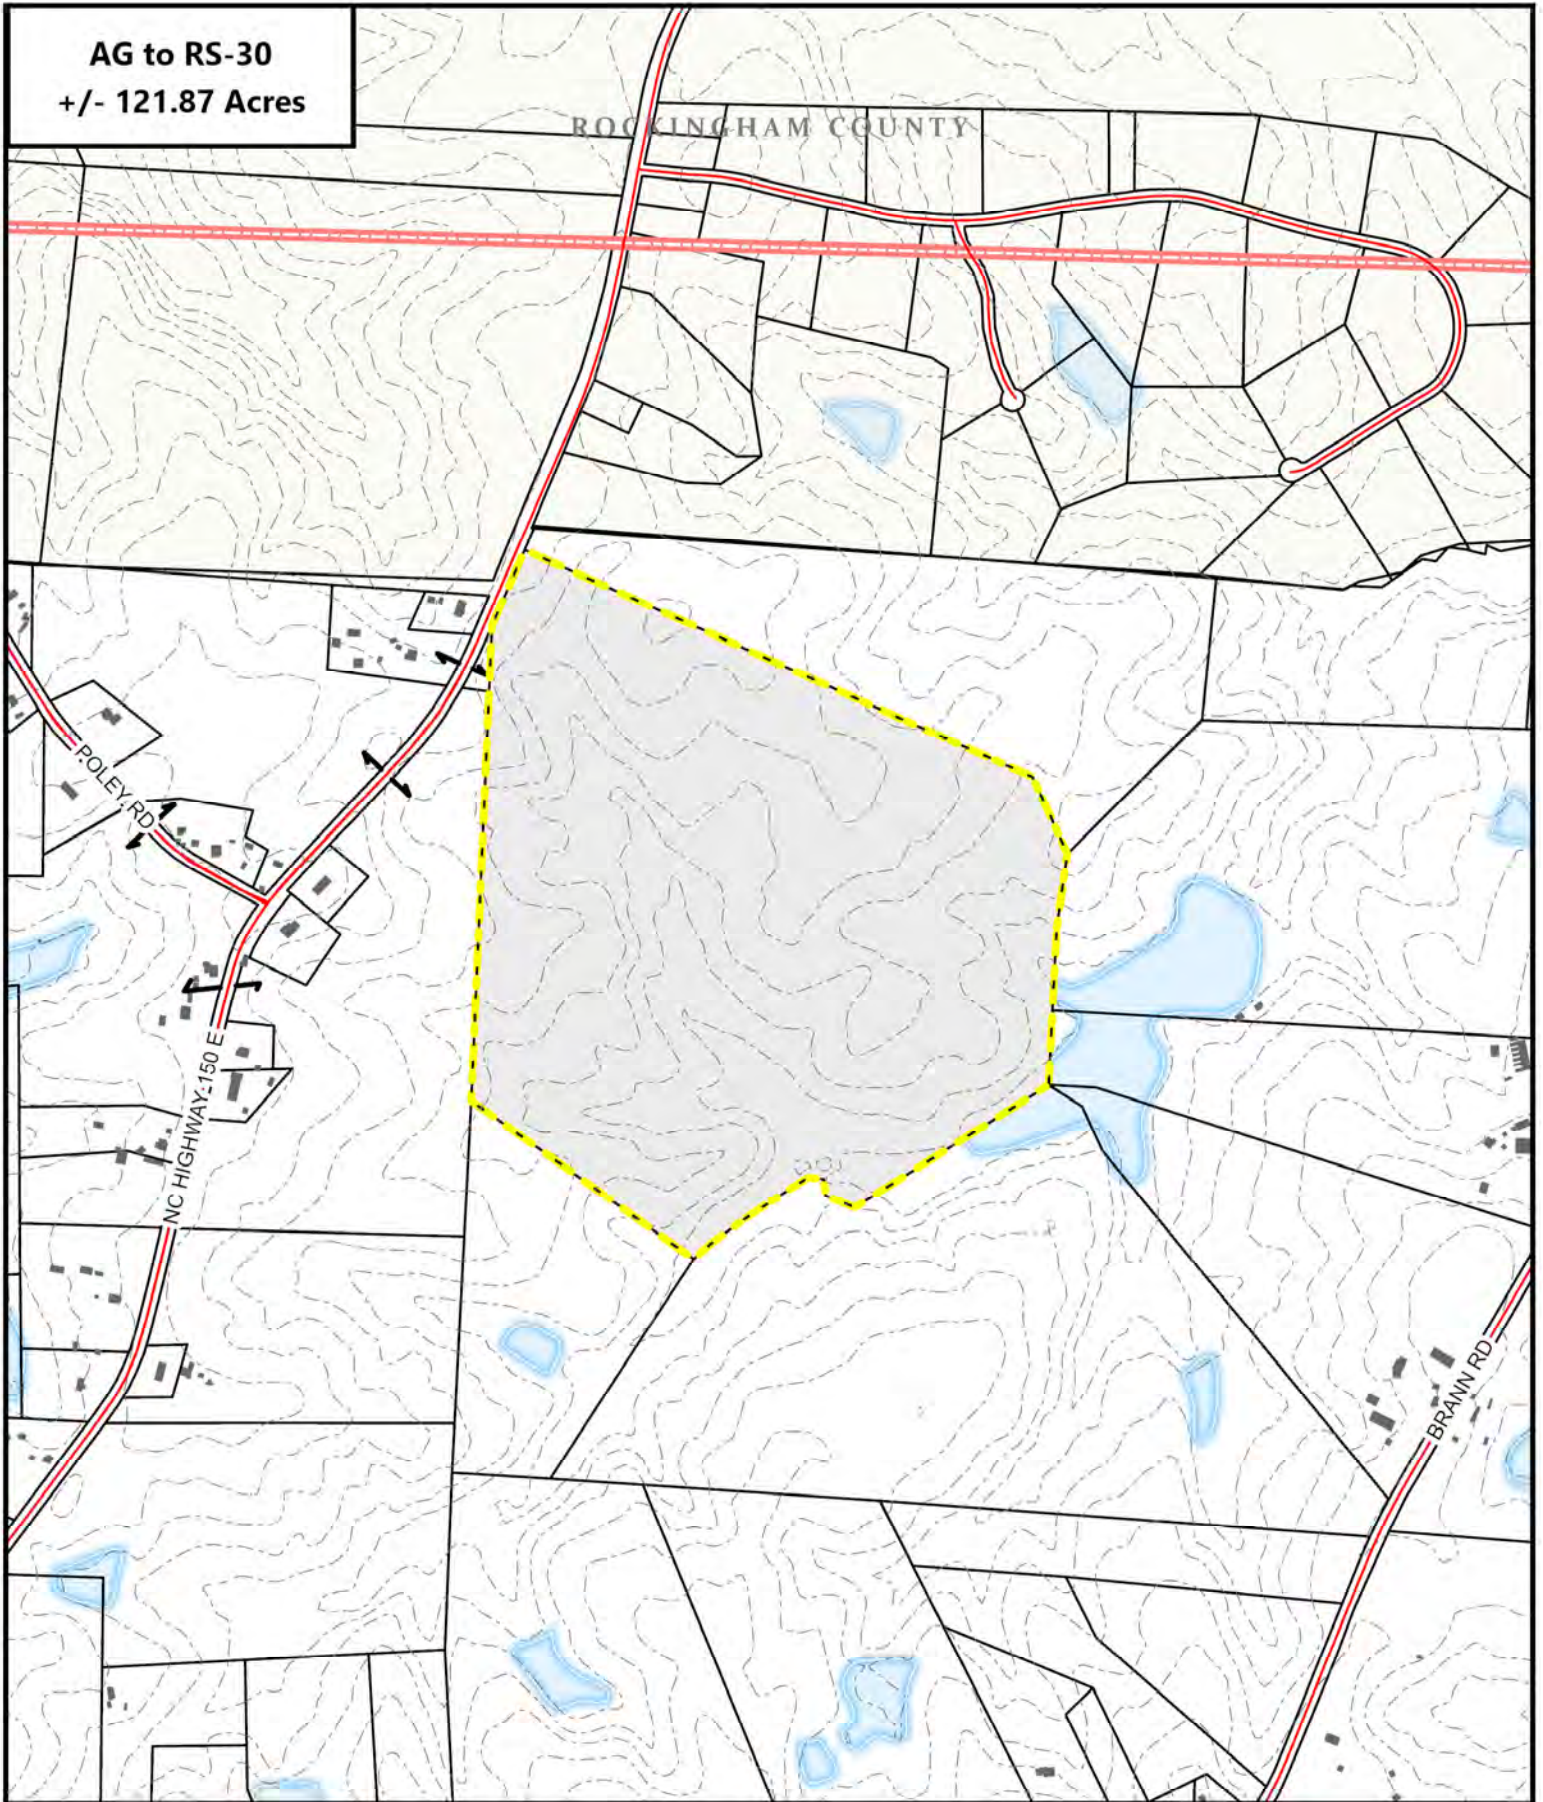 AG to RS-30
+/- 121.87 Acres
ROCKINGHAM COUNTY
POLEY RD
NC HIGHWAY 150 E
BRANN RD